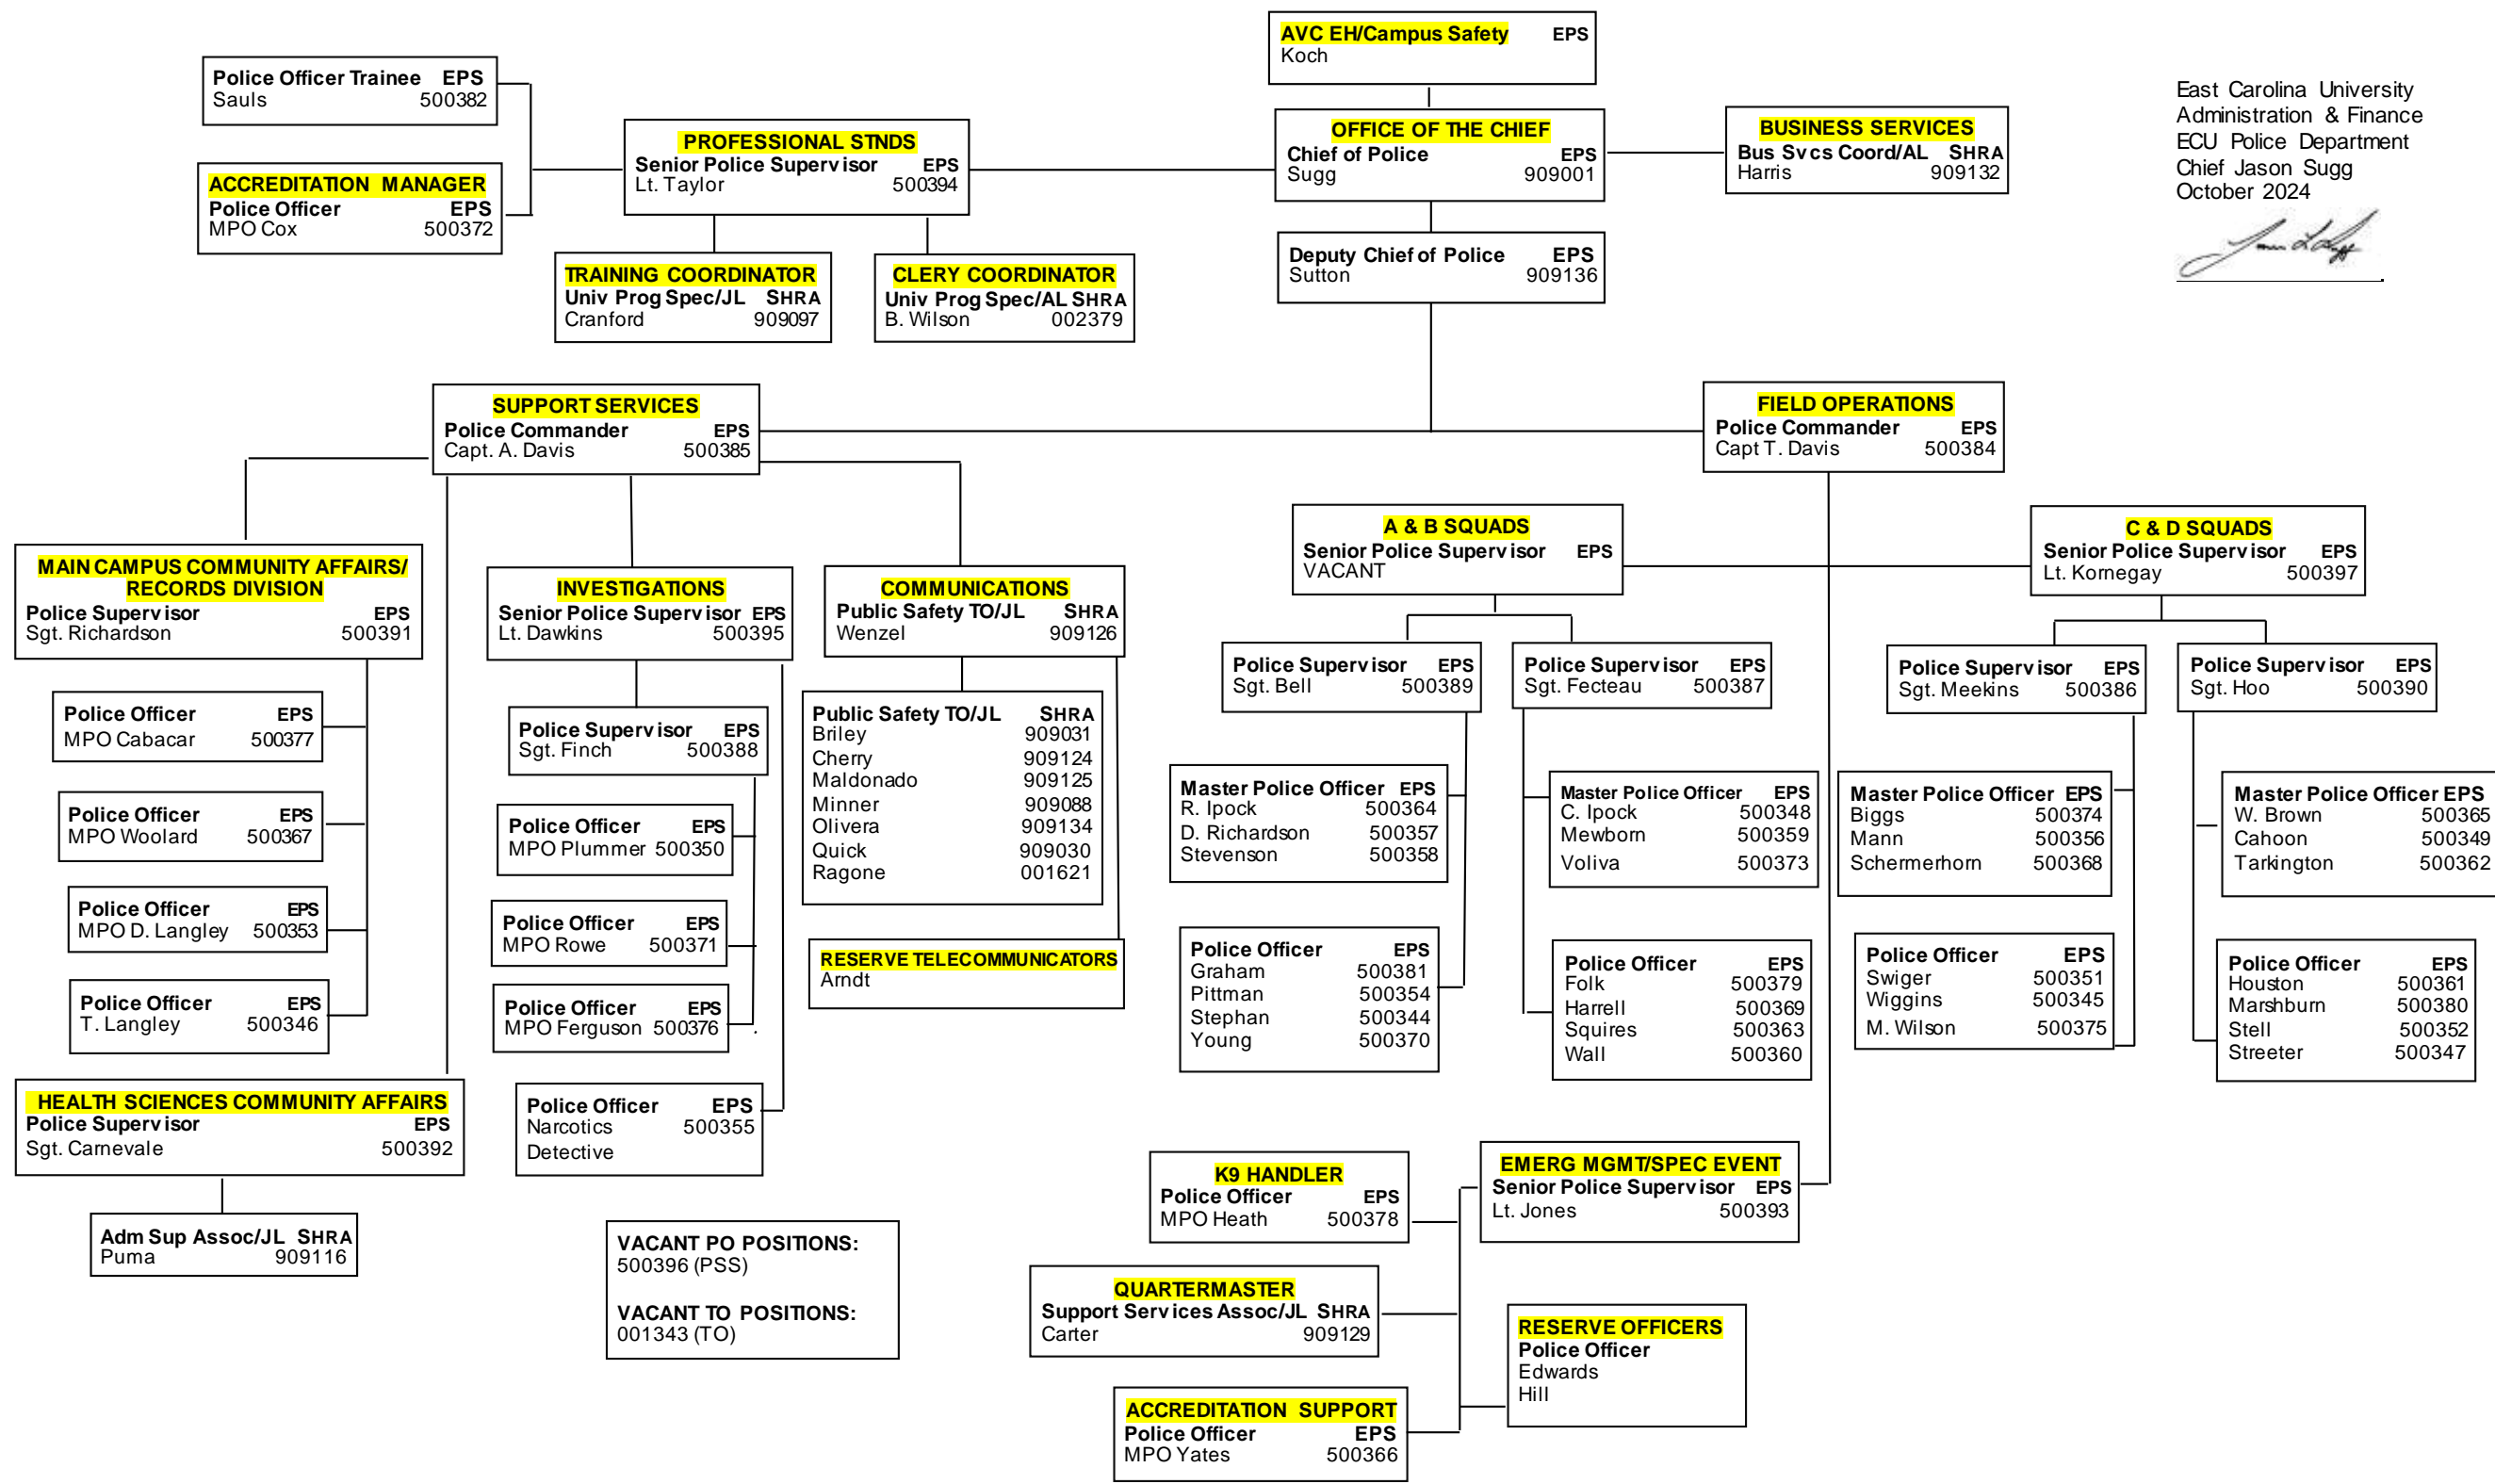 AVC EH/Campus Safety EPS
Koch
East Carolina University
Administration & Finance
ECU Police Department
Chief Jason Sugg
October 2024
Police Officer Trainee EPS
Sauls 500382
ACCREDITATION MANAGER
Police Officer EPS
MPO Cox 500372
PROFESSIONAL STNDS
Senior Police Supervisor EPS
Lt. Taylor 500394
OFFICE OF THE CHIEF
Chief of Police EPS
Sugg 909001
BUSINESS SERVICES
Bus Svcs Coord/AL SHRA
Harris 909132
TRAINING COORDINATOR
Univ Prog Spec/JL SHRA
Cranford 909097
CLERY COORDINATOR
Univ Prog Spec/AL SHRA
B. Wilson 002379
Deputy Chief of Police EPS
Sutton 909136
SUPPORT SERVICES
Police Commander EPS
Capt. A. Davis 500385
FIELD OPERATIONS
Police Commander EPS
Capt T. Davis 500384
MAIN CAMPUS COMMUNITY AFFAIRS/
RECORDS DIVISION
Police Supervisor EPS
Sgt. Richardson 500391
Police Officer EPS
MPO Cabacar 500377
Police Officer EPS
MPO Woolard 500367
Police Officer EPS
MPO D. Langley 500353
Police Officer EPS
T. Langley 500346
HEALTH SCIENCES COMMUNITY AFFAIRS
Police Supervisor EPS
Sgt. Carnevale 500392
Adm Sup Assoc/JL SHRA
Puma 909116
INVESTIGATIONS
Senior Police Supervisor EPS
Lt. Dawkins 500395
Police Supervisor EPS
Sgt. Finch 500388
Police Officer EPS
MPO Plummer 500350
Police Officer EPS
MPO Rowe 500371
Police Officer EPS
MPO Ferguson 500376
Police Officer EPS
Narcotics 500355
Detective
COMMUNICATIONS
Public Safety TO/JL SHRA
Wenzel 909126
Public Safety TO/JL SHRA
Briley 909031
Cherry 909124
Maldonado 909125
Minner 909088
Olivera 909134
Quick 909030
Ragone 001621
RESERVE TELECOMMUNICATORS
Arndt
VACANT PO POSITIONS:
500396 (PSS)
VACANT TO POSITIONS:
001343 (TO)
A & B SQUADS
Senior Police Supervisor EPS
VACANT
Police Supervisor EPS
Sgt. Bell 500389
Master Police Officer EPS
R. Ipock 500364
D. Richardson 500357
Stevenson 500358
Police Officer EPS
Graham 500381
Pittman 500354
Stephan 500344
Young 500370
Police Supervisor EPS
Sgt. Fecteau 500387
Master Police Officer EPS
C. Ipock 500348
Mewborn 500359
Voliva 500373
Police Officer EPS
Folk 500379
Harrell 500369
Squires 500363
Wall 500360
C & D SQUADS
Senior Police Supervisor EPS
Lt. Kornegay 500397
Police Supervisor EPS
Sgt. Meekins 500386
Master Police Officer EPS
Biggs 500374
Mann 500356
Schermerhorn 500368
Police Officer EPS
Swiger 500351
Wiggins 500345
M. Wilson 500375
Police Supervisor EPS
Sgt. Hoo 500390
Master Police Officer EPS
W. Brown 500365
Cahoon 500349
Tarkington 500362
Police Officer EPS
Houston 500361
Marshburn 500380
Stell 500352
Streeter 500347
EMERG MGMT/SPEC EVENT
Senior Police Supervisor EPS
Lt. Jones 500393
K9 HANDLER
Police Officer EPS
MPO Heath 500378
QUARTERMASTER
Support Services Assoc/JL SHRA
Carter 909129
RESERVE OFFICERS
Police Officer
Edwards
Hill
ACCREDITATION SUPPORT
Police Officer EPS
MPO Yates 500366